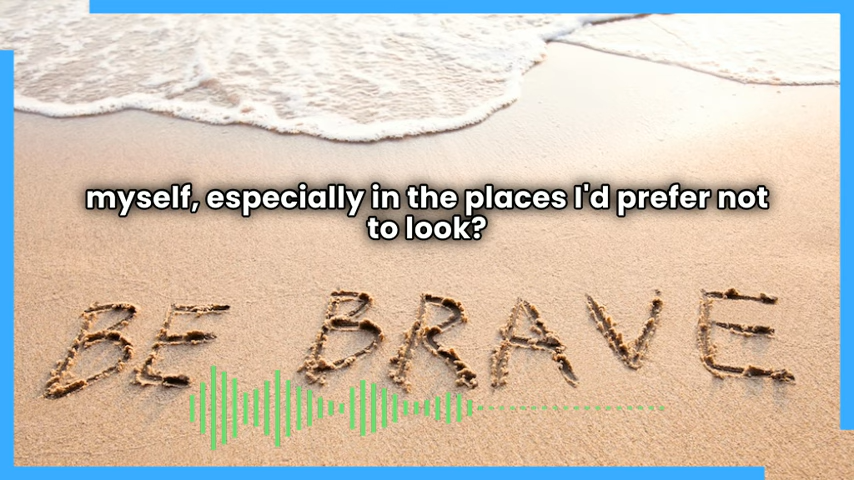 myself, especially in the places I'd prefer not
to look?
BE BRAVE